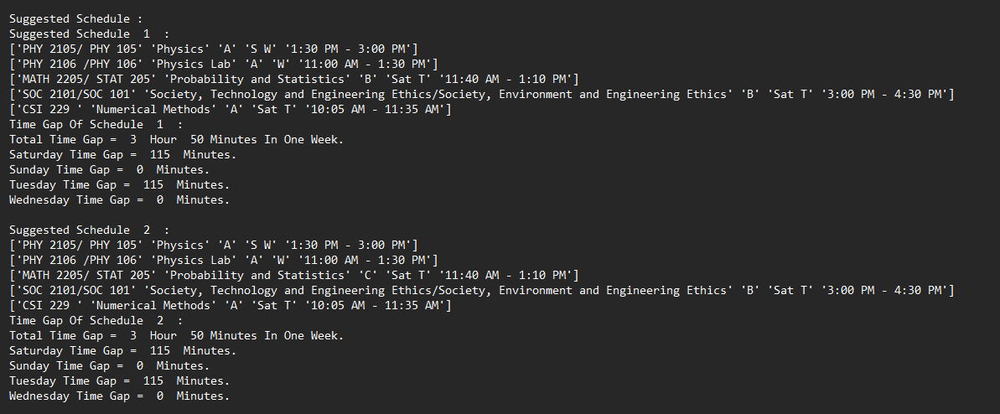 Suggested Schedule :
Suggested Schedule  1  :
['PHY 2105/ PHY 105' 'Physics' 'A' 'S W' '1:30 PM - 3:00 PM']
['PHY 2106 /PHY 106' 'Physics Lab' 'A' 'W' '11:00 AM - 1:30 PM']
['MATH 2205/ STAT 205' 'Probability and Statistics' 'B' 'Sat T' '11:40 AM - 1:10 PM']
['SOC 2101/SOC 101' 'Society, Technology and Engineering Ethics/Society, Environment and Engineering Ethics' 'B' 'Sat T' '3:00 PM - 4:30 PM']
['CSI 229 ' 'Numerical Methods' 'A' 'Sat T' '10:05 AM - 11:35 AM']
Time Gap Of Schedule  1  :
Total Time Gap =  3  Hour  50 Minutes In One Week.
Saturday Time Gap =  115  Minutes.
Sunday Time Gap =  0  Minutes.
Tuesday Time Gap =  115  Minutes.
Wednesday Time Gap =  0  Minutes.
Suggested Schedule  2  :
['PHY 2105/ PHY 105' 'Physics' 'A' 'S W' '1:30 PM - 3:00 PM']
['PHY 2106 /PHY 106' 'Physics Lab' 'A' 'W' '11:00 AM - 1:30 PM']
['MATH 2205/ STAT 205' 'Probability and Statistics' 'C' 'Sat T' '11:40 AM - 1:10 PM']
['SOC 2101/SOC 101' 'Society, Technology and Engineering Ethics/Society, Environment and Engineering Ethics' 'B' 'Sat T' '3:00 PM - 4:30 PM']
['CSI 229 ' 'Numerical Methods' 'A' 'Sat T' '10:05 AM - 11:35 AM']
Time Gap Of Schedule  2  :
Total Time Gap =  3  Hour  50 Minutes In One Week.
Saturday Time Gap =  115  Minutes.
Sunday Time Gap =  0  Minutes.
Tuesday Time Gap =  115  Minutes.
Wednesday Time Gap =  0  Minutes.